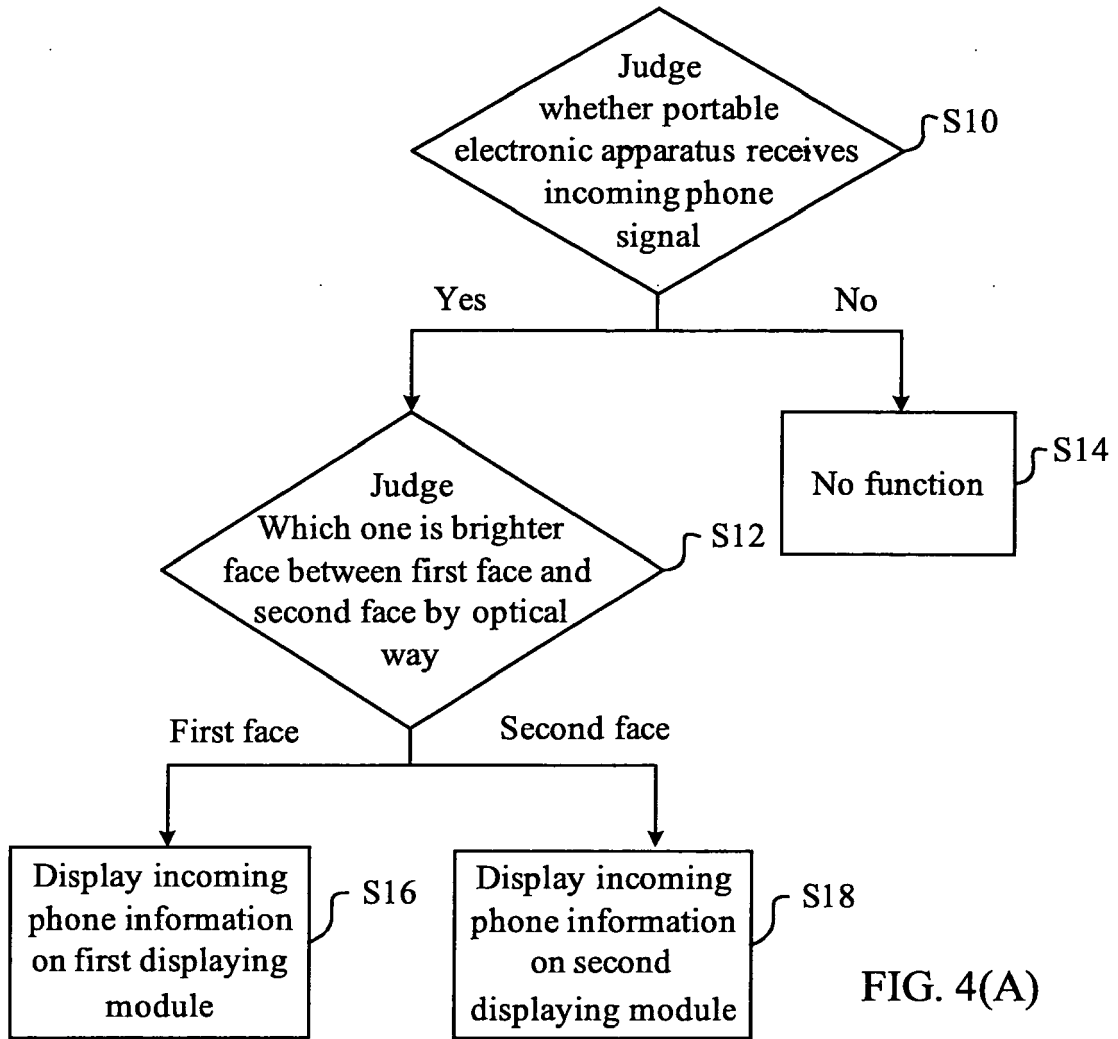 Judge
whether portable
electronic apparatus receives
incoming phone
signal
S10
Yes
No
Judge
Which one is brighter
face between first face and
second face by optical
way
S12
No function
S14
First face
Second face
Display incoming
phone information
on first displaying
module
S16
Display incoming
phone information
on second
displaying module
S18
FIG. 4(A)